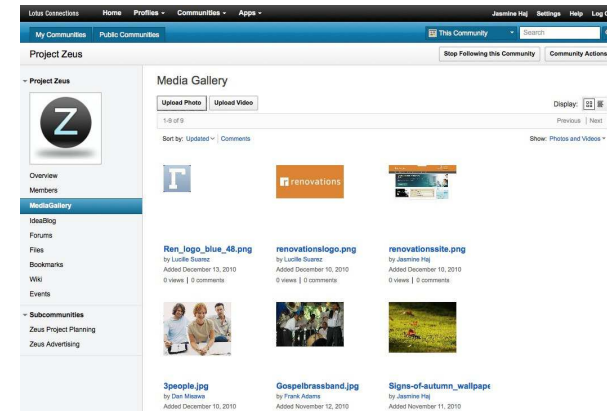 Lotus Connections Home Profiles Communities Apps Jasmine Haj Settings Help Log
My Communities Public Communities This Community Search
Project Zeus Stop Following this Community Community Actions
Project Zeus
Z
Overview
Members
MediaGallery
IdeaBlog
Forums
Files
Bookmarks
Wiki
Events
Subcommunities
Zeus Project Planning
Zeus Advertising
Media Gallery
Upload Photo Upload Video Display:
1-9 of 9 Previous | Next
Sort by: Updated | Comments Show: Photos and Videos
r renovations
Ren_logo_blue_48.png renovationslogo.png renovationssite.png
by Lucille Suarez by Lucille Suarez by Jasmine Haj
Added December 13, 2010 Added December 10, 2010 Added December 10, 2010
0 views | 0 comments 0 views | 0 comments 0 views | 0 comments
3people.jpg Gospelbrassband.jpg Signs-of-autumn_wallpape
by Dan Misawa by Frank Adams by Jasmine Haj
Added December 10, 2010 Added November 12, 2010 Added November 11, 2010